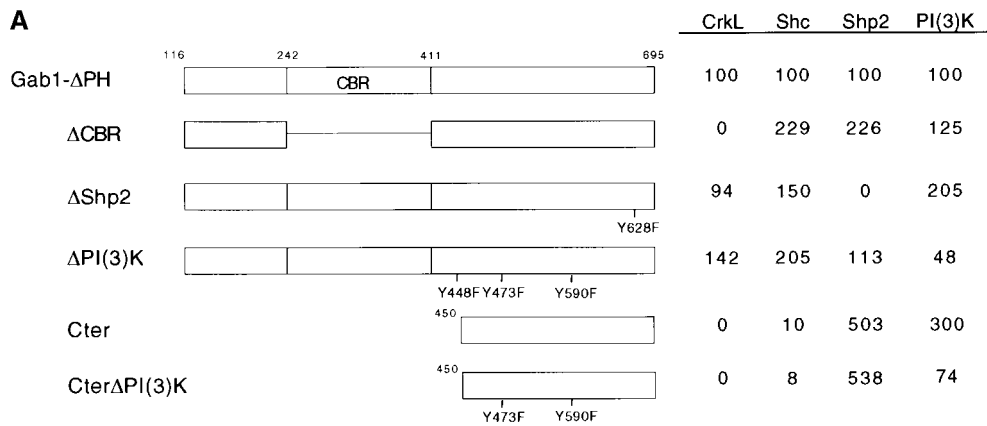 A
CrkL Shc Shp2 PI(3)K
116 242 411 695
Gab1-ΔPH CBR 100 100 100 100
ΔCBR 0 229 226 125
ΔShp2 94 150 0 205
Y628F
ΔPI(3)K 142 205 113 48
Y448F Y473F Y590F
450
Cter 0 10 503 300
450
CterΔPI(3)K 0 8 538 74
Y473F Y590F